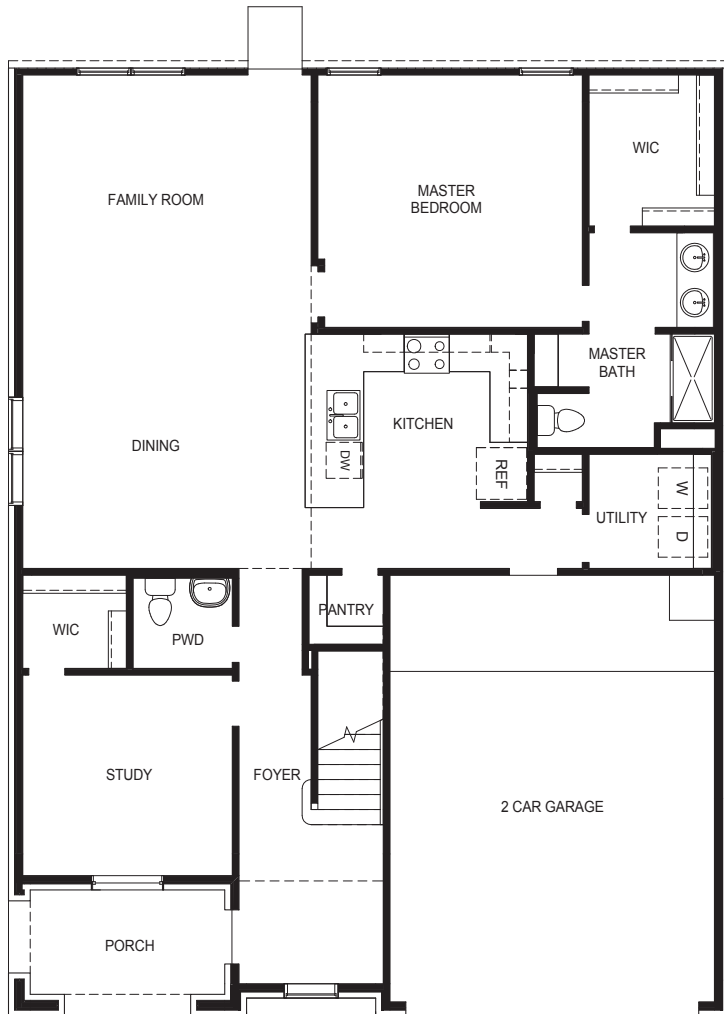 FAMILY ROOM
MASTER
BEDROOM
WIC
MASTER
BATH
KITCHEN
DINING
DW
REF
W
D
UTILITY
PANTRY
WIC
PWD
STUDY
FOYER
2 CAR GARAGE
PORCH